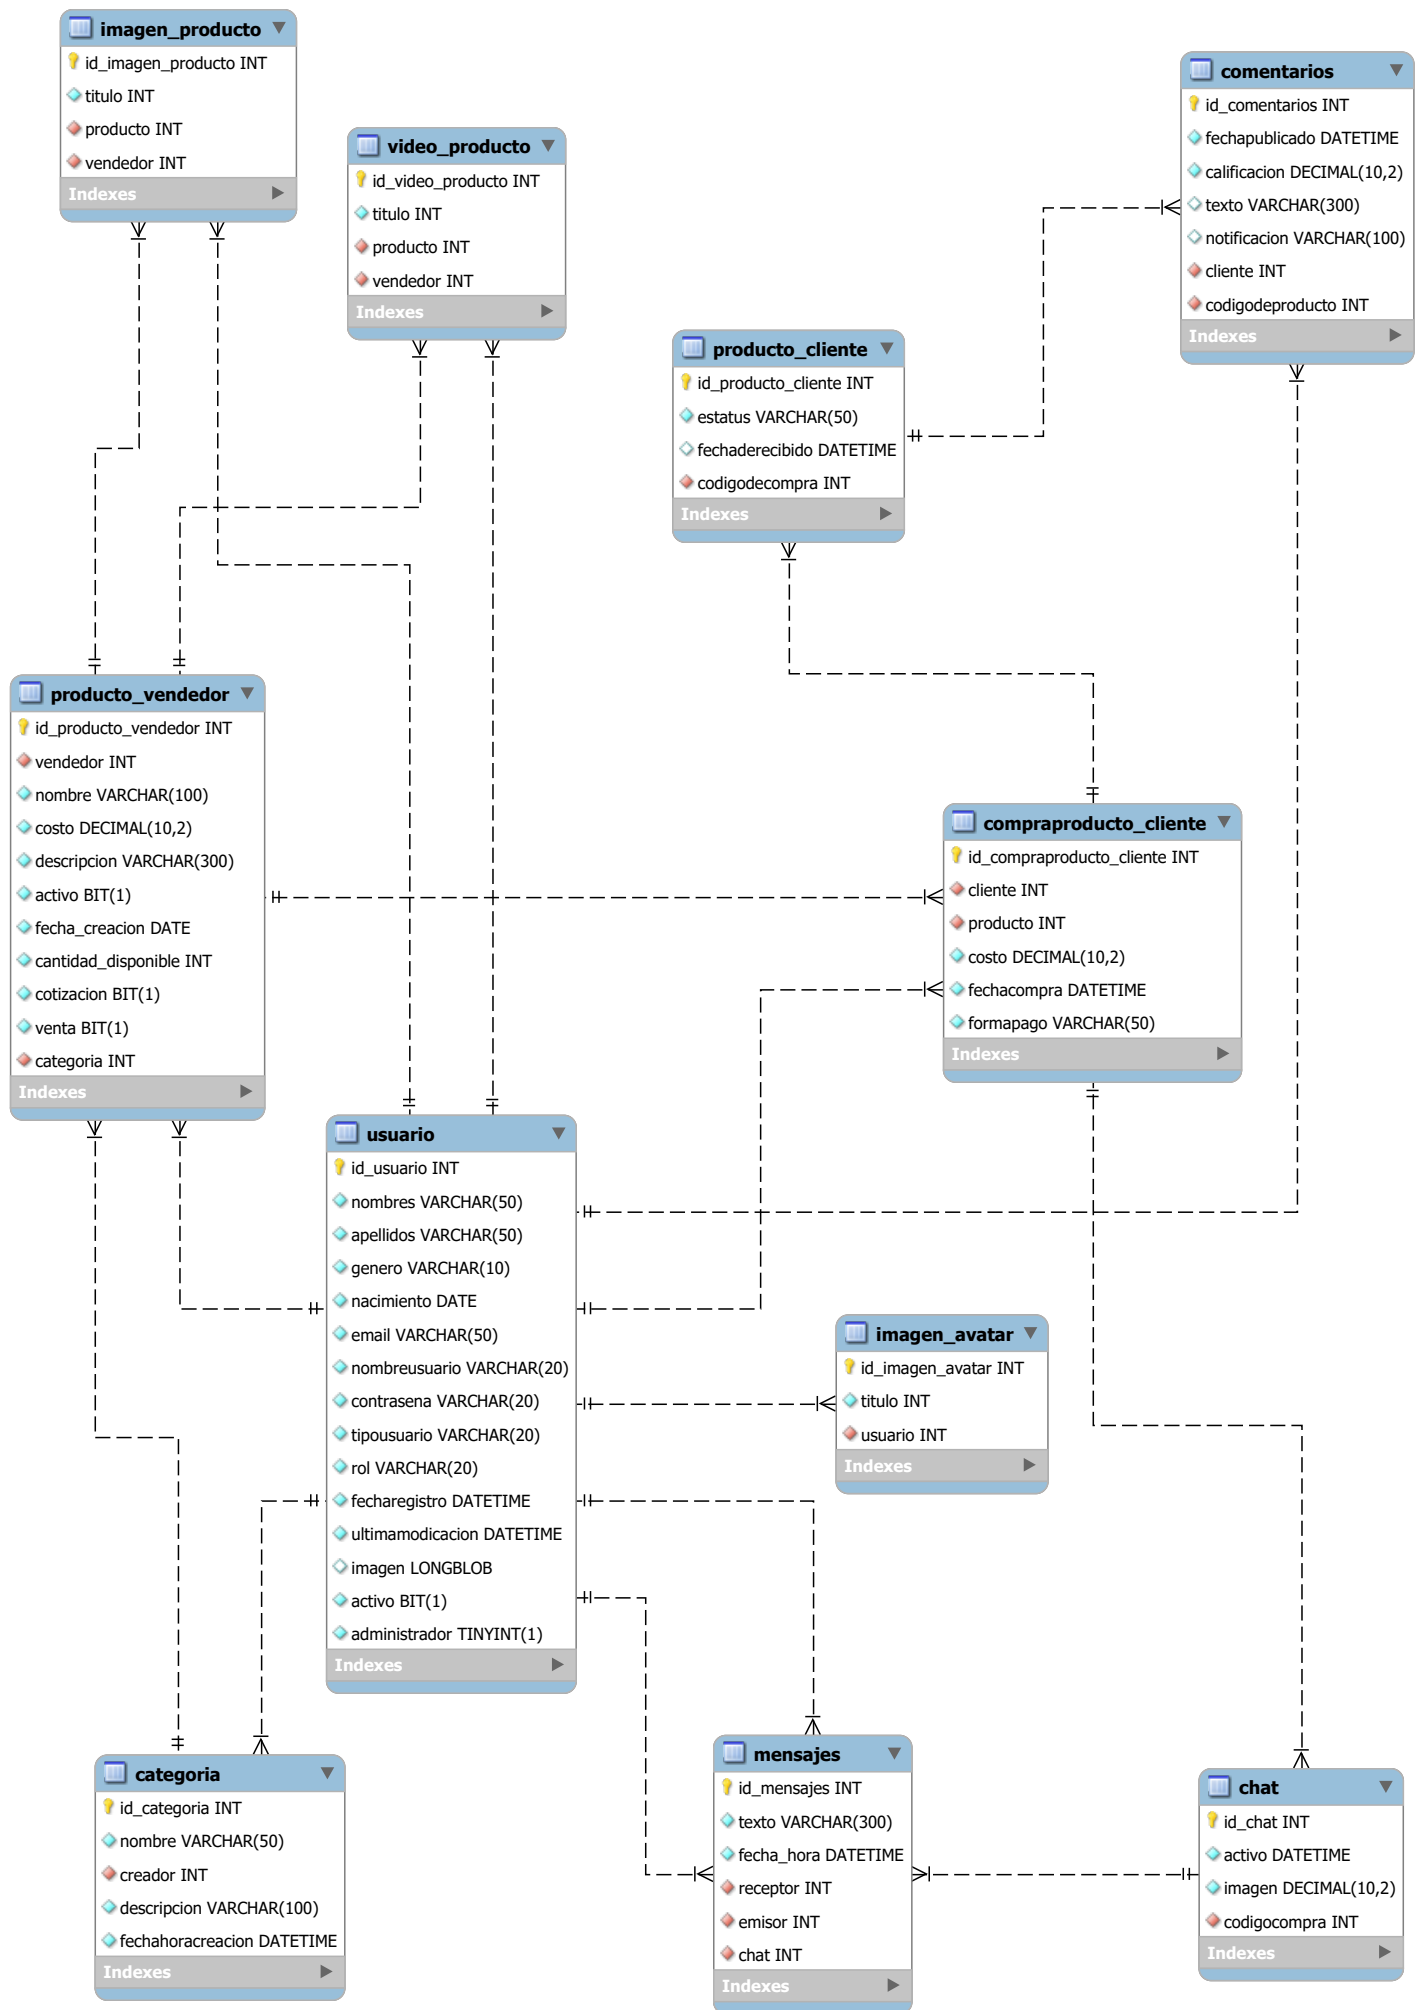 imagen_producto
id_imagen_producto INT
titulo INT
producto INT
vendedor INT
Indexes
video_producto
id_video_producto INT
titulo INT
producto INT
vendedor INT
Indexes
comentarios
id_comentarios INT
fechapublicado DATETIME
calificacion DECIMAL(10,2)
texto VARCHAR(300)
notificacion VARCHAR(100)
cliente INT
codigodeproducto INT
Indexes
producto_cliente
id_producto_cliente INT
estatus VARCHAR(50)
fechaderecibido DATETIME
codigodecompra INT
Indexes
producto_vendedor
id_producto_vendedor INT
vendedor INT
nombre VARCHAR(100)
costo DECIMAL(10,2)
descripcion VARCHAR(300)
activo BIT(1)
fecha_creacion DATE
cantidad_disponible INT
cotizacion BIT(1)
venta BIT(1)
categoria INT
Indexes
compraproducto_cliente
id_compraproducto_cliente INT
cliente INT
producto INT
costo DECIMAL(10,2)
fechacompra DATETIME
formapago VARCHAR(50)
Indexes
usuario
id_usuario INT
nombres VARCHAR(50)
apellidos VARCHAR(50)
genero VARCHAR(10)
nacimiento DATE
email VARCHAR(50)
nombreusuario VARCHAR(20)
contrasena VARCHAR(20)
tipousuario VARCHAR(20)
rol VARCHAR(20)
fecharegistro DATETIME
ultimamodicacion DATETIME
imagen LONGBLOB
activo BIT(1)
administrador TINYINT(1)
Indexes
imagen_avatar
id_imagen_avatar INT
titulo INT
usuario INT
Indexes
categoria
id_categoria INT
nombre VARCHAR(50)
creador INT
descripcion VARCHAR(100)
fechahoracreacion DATETIME
Indexes
mensajes
id_mensajes INT
texto VARCHAR(300)
fecha_hora DATETIME
receptor INT
emisor INT
chat INT
Indexes
chat
id_chat INT
activo DATETIME
imagen DECIMAL(10,2)
codigocompra INT
Indexes